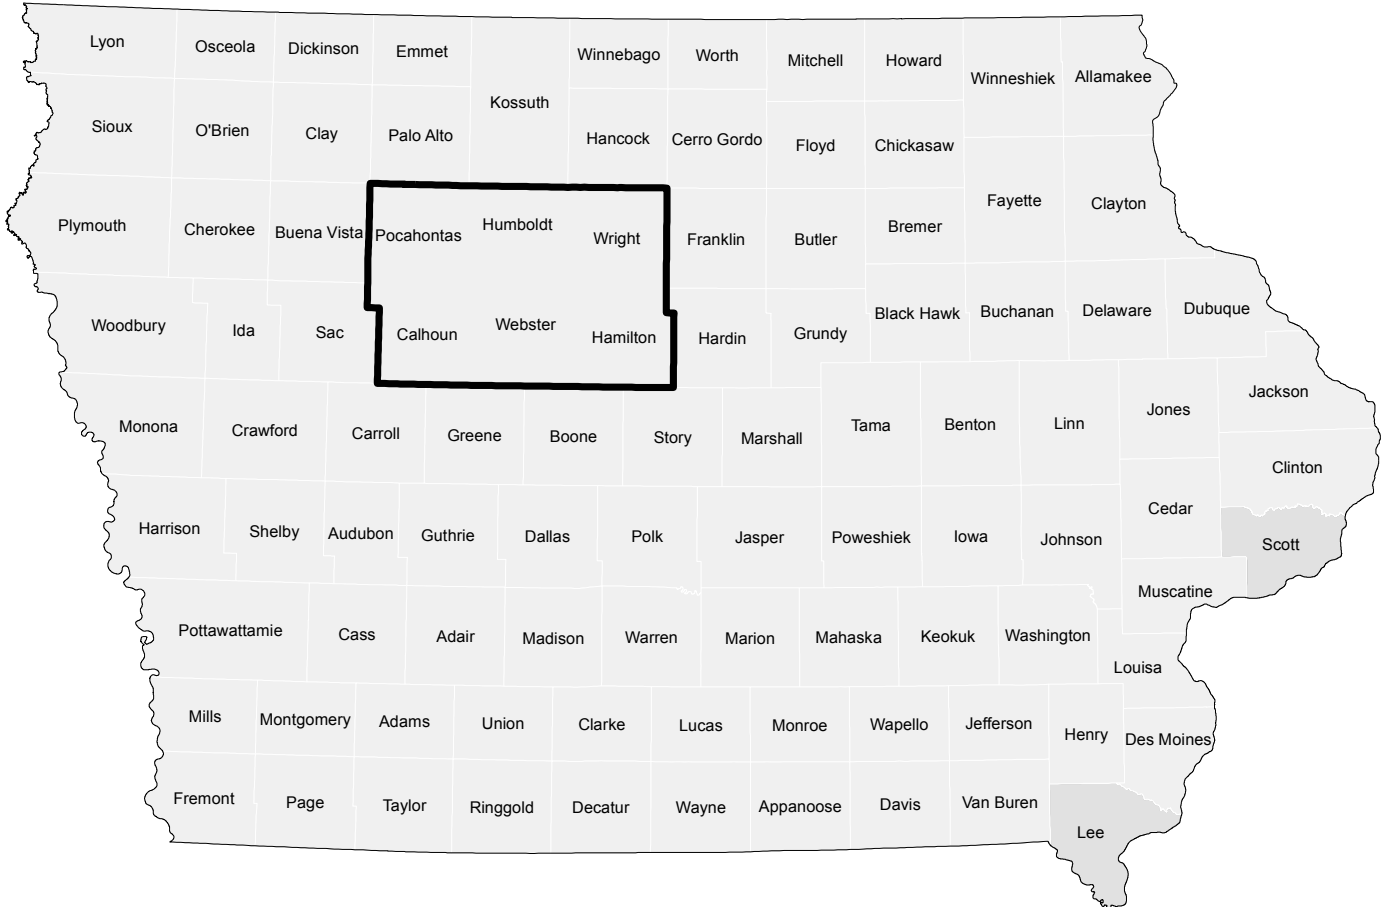 Lyon
Osceola
Dickinson
Emmet
Kossuth
Winnebago
Worth
Mitchell
Howard
Winneshiek
Allamakee
Sioux
O'Brien
Clay
Palo Alto
Hancock
Cerro Gordo
Floyd
Chickasaw
Fayette
Clayton
Plymouth
Cherokee
Buena Vista
Pocahontas
Humboldt
Wright
Franklin
Butler
Bremer
Woodbury
Ida
Sac
Calhoun
Webster
Hamilton
Hardin
Grundy
Black Hawk
Buchanan
Delaware
Dubuque
Monona
Crawford
Carroll
Greene
Boone
Story
Marshall
Tama
Benton
Linn
Jones
Jackson
Clinton
Harrison
Shelby
Audubon
Guthrie
Dallas
Polk
Jasper
Poweshiek
Iowa
Johnson
Cedar
Scott
Muscatine
Pottawattamie
Cass
Adair
Madison
Warren
Marion
Mahaska
Keokuk
Washington
Louisa
Mills
Montgomery
Adams
Union
Clarke
Lucas
Monroe
Wapello
Jefferson
Henry
Des Moines
Fremont
Page
Taylor
Ringgold
Decatur
Wayne
Appanoose
Davis
Van Buren
Lee